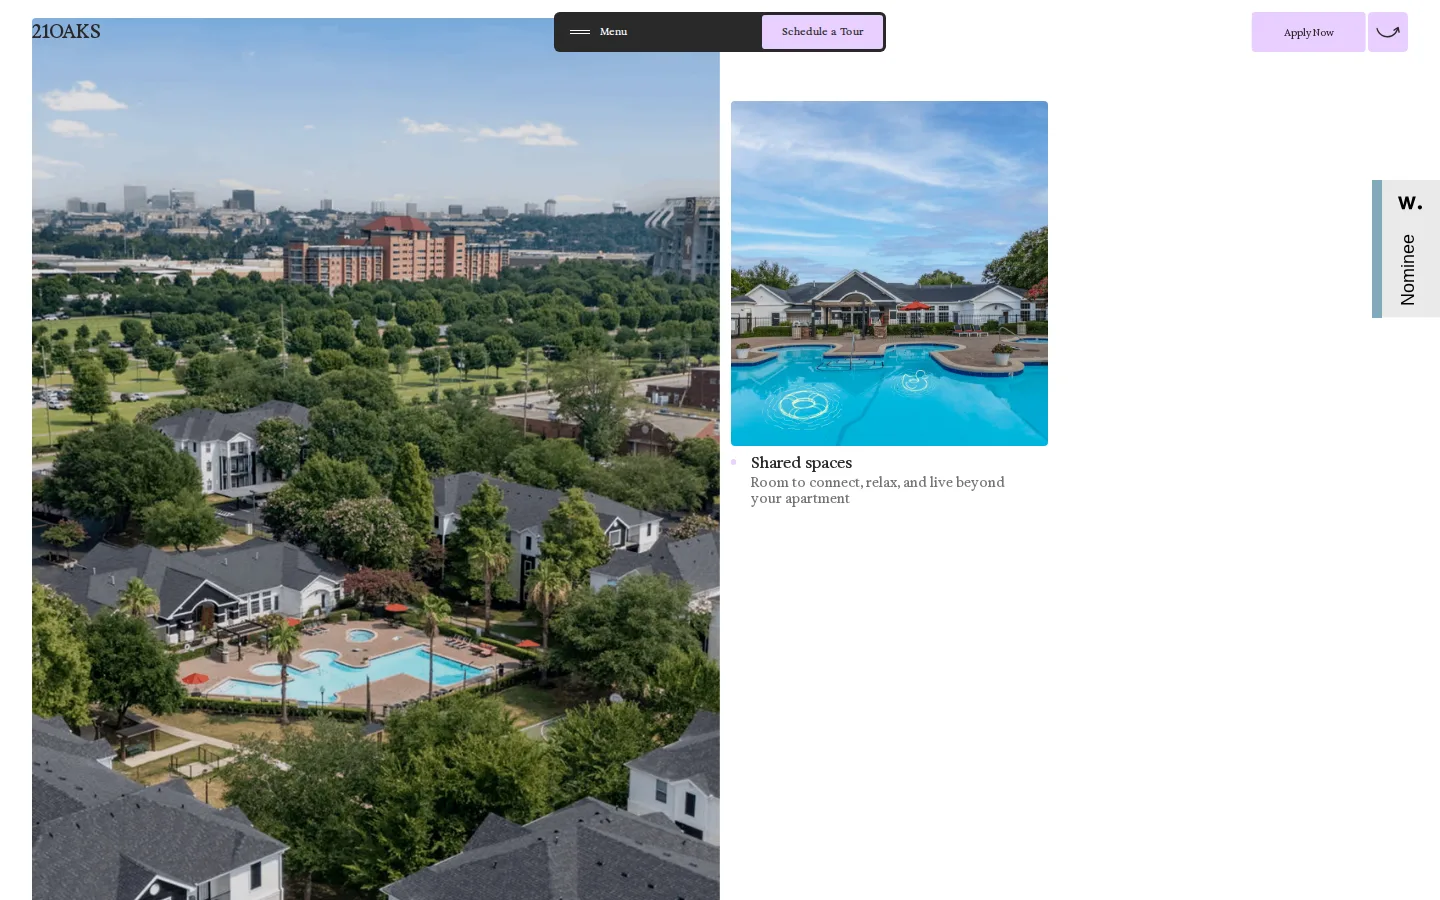 21OAKS
Menu
Schedule a Tour
Apply Now
W.
Nominee
Shared spaces
Room to connect, relax, and live beyond
your apartment